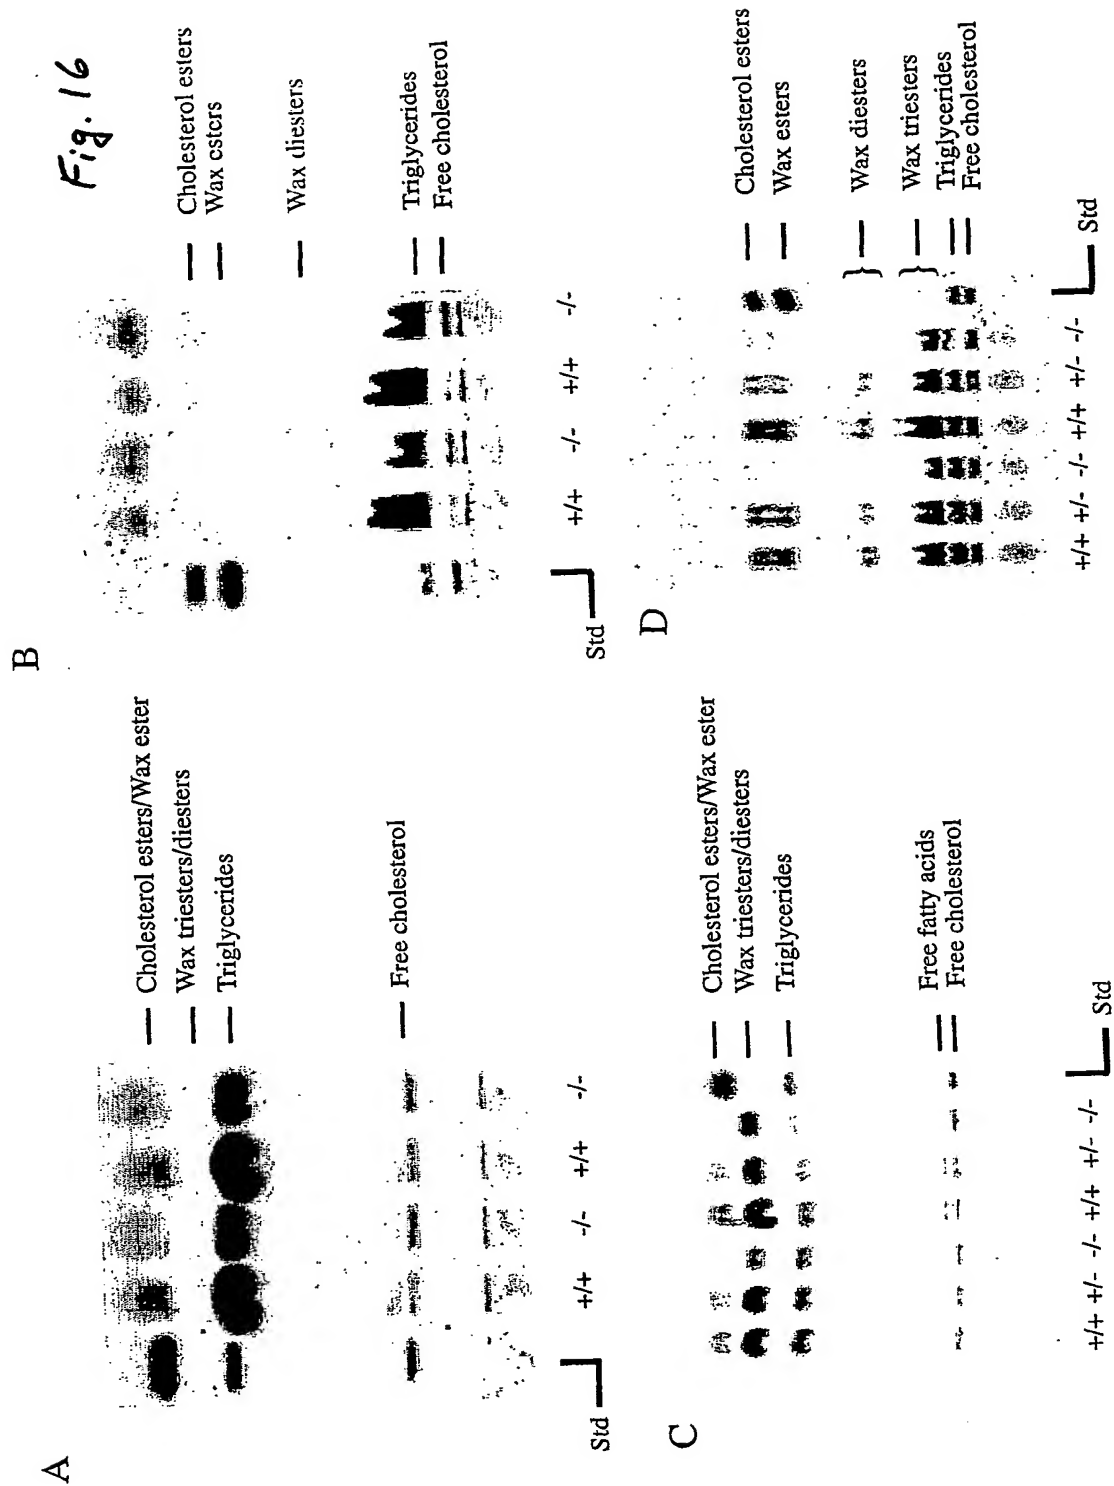 Fig. 16
A
Cholesterol esters/Wax ester
Wax triesters/diesters
Triglycerides
Free cholesterol
Std
+/+ -/- +/+ -/-
B
Cholesterol esters
Wax esters
Wax diesters
Triglycerides
Free cholesterol
Std
+/+ -/- +/+ -/-
C
Cholesterol esters/Wax ester
Wax triesters/diesters
Triglycerides
Free fatty acids
Free cholesterol
+/+ +/- -/- +/+ +/- -/-
Std
D
Cholesterol esters
Wax esters
Wax diesters
Wax triesters
Triglycerides
Free cholesterol
+/+ +/- -/- +/+ +/- -/-
Std